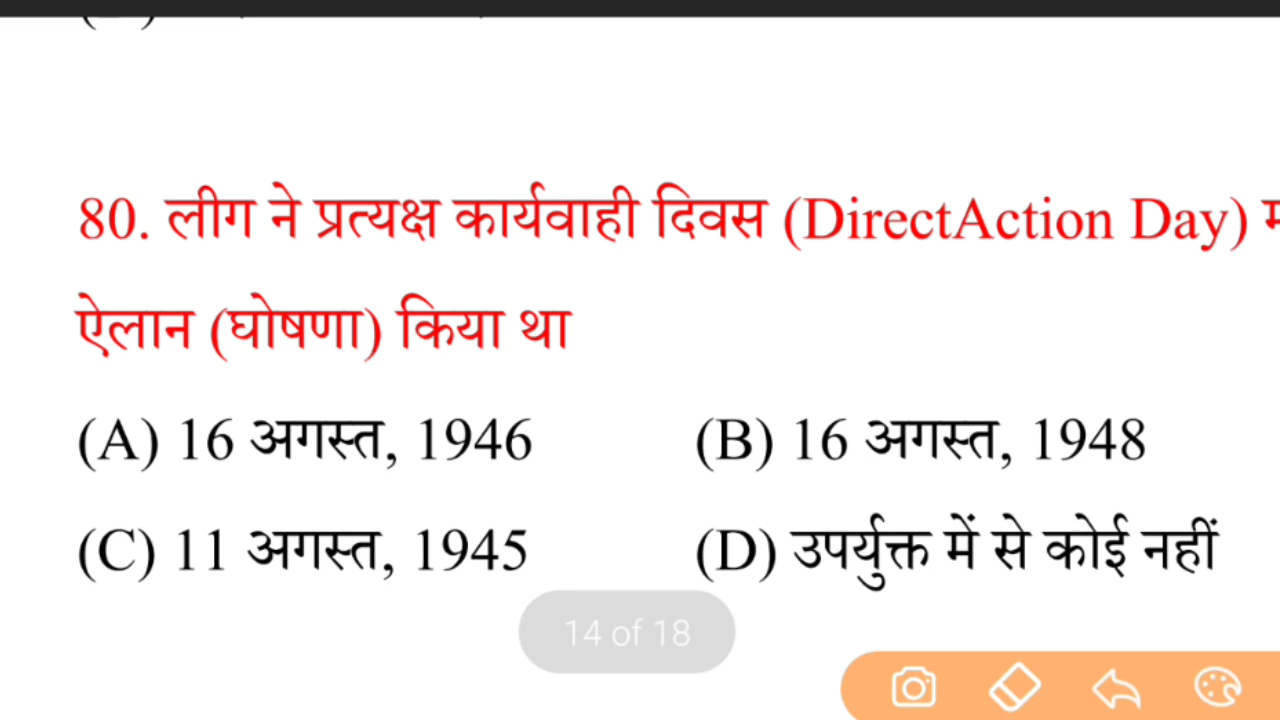 80. लीग ने प्रत्यक्ष कार्यवाही दिवस (DirectAction Day)
ऐलान (घोषणा) किया था
(A) 16 अगस्त, 1946 (B) 16 अगस्त, 1948
(C) 11 अगस्त, 1945 (D) उपर्युक्त में से कोई नहीं
14 of 18